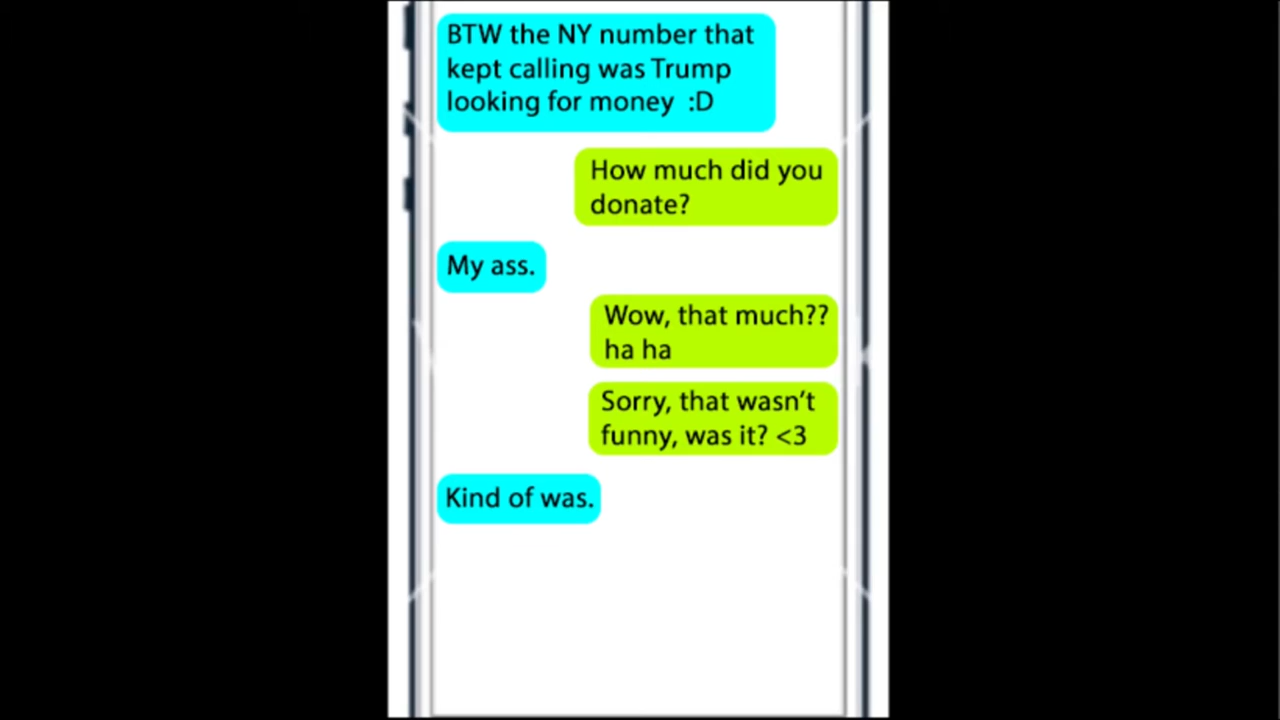 BTW the NY number that
kept calling was Trump
looking for money :D
How much did you
donate?
My ass.
Wow, that much??
ha ha
Sorry, that wasn't
funny, was it? <3
Kind of was.